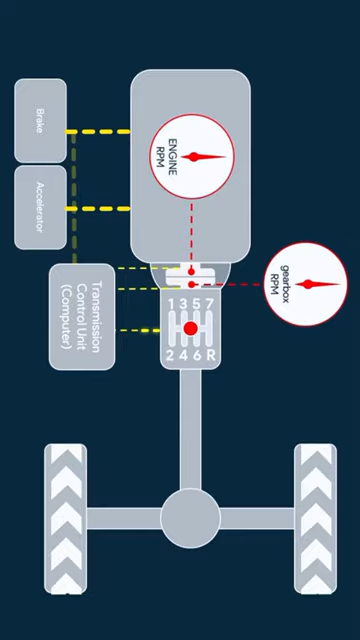 Brake
Accelerator
ENGINE
RPM
gearbox
RPM
Transmission
Control Unit
(Computer)
1 3 5 7
2 4 6 R